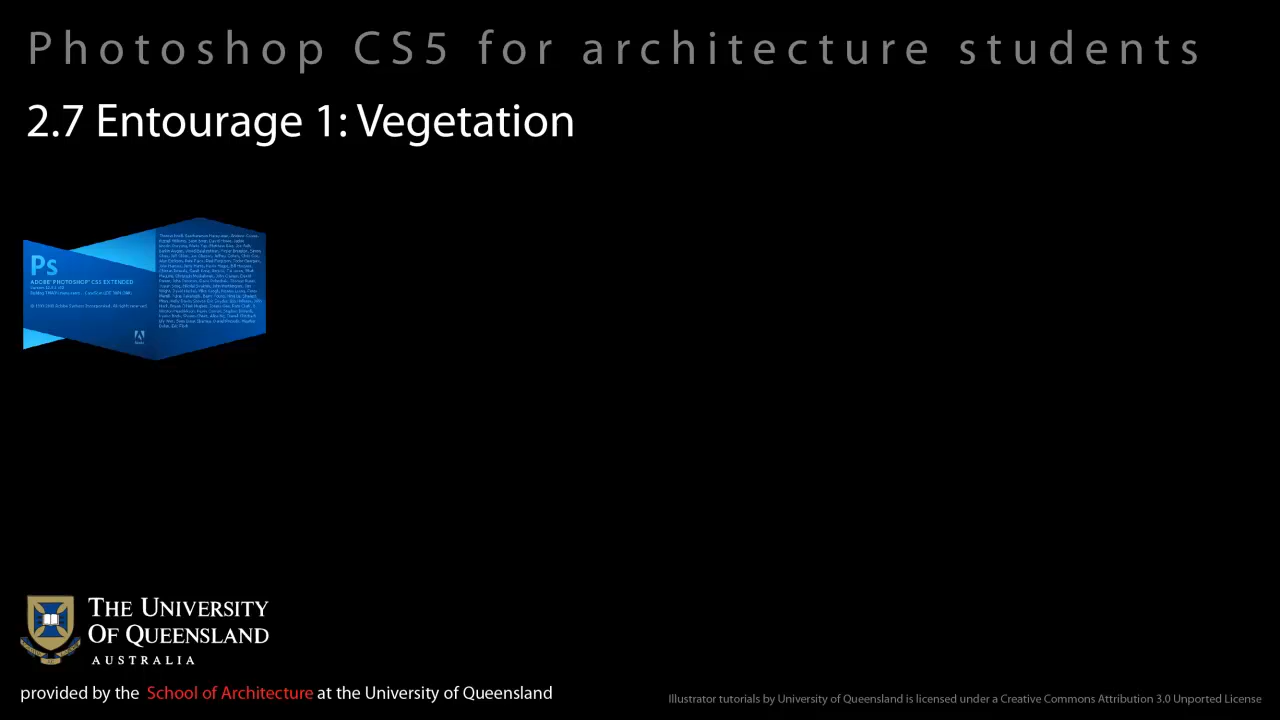 Photoshop CS5 for architecture students
2.7 Entourage 1: Vegetation
Ps
ADOBE® PHOTOSHOP® CS5 EXTENDED
THE UNIVERSITY
OF QUEENSLAND
AUSTRALIA
provided by the School of Architecture at the University of Queensland
Illustrator tutorials by University of Queensland is licensed under a Creative Commons Attribution 3.0 Unported License